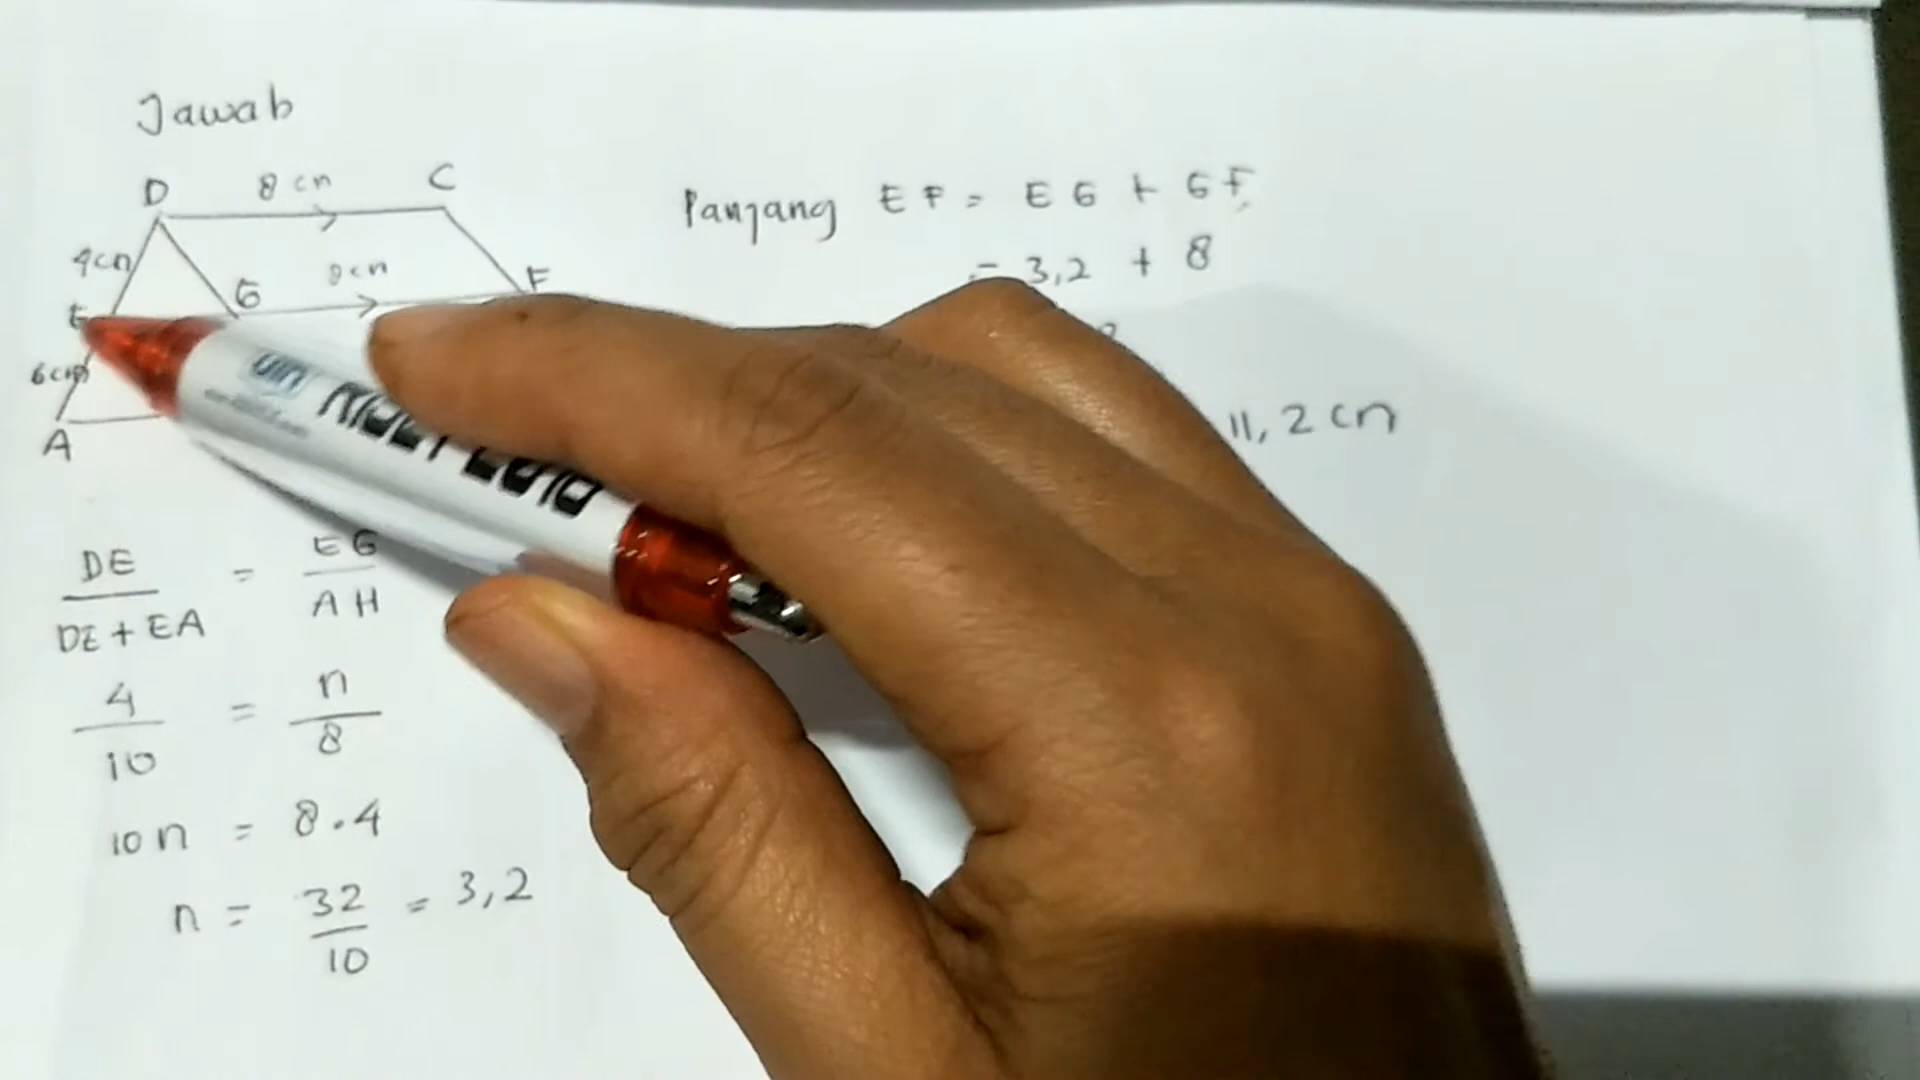 Jawab
D 8 cm C
4cm
G 8cm F
E
6cm
A
Panjang EF = EG + GF
= 3,2 + 8
11,2 cm
DE / DE + EA = EG / AH
4 / 10 = n / 8
10 n = 8.4
n = 32 / 10 = 3,2